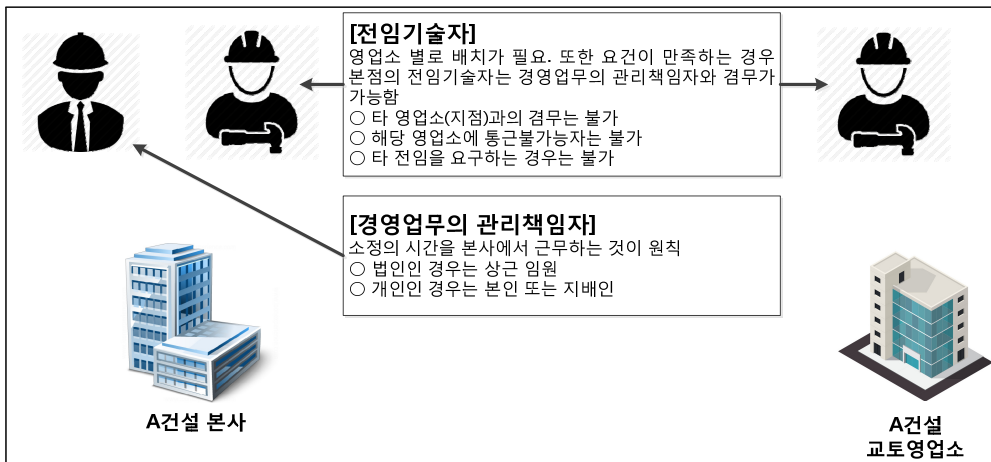 [전임기술자]
영업소 별로 배치가 필요. 또한 요건이 만족하는 경우
본점의 전임기술자는 경영업무의 관리책임자와 겸무가
가능함
○ 타 영업소(지점)과의 겸무는 불가
○ 해당 영업소에 통근불가능자는 불가
○ 타 전임을 요구하는 경우는 불가
[경영업무의 관리책임자]
소정의 시간을 본사에서 근무하는 것이 원칙
○ 법인인 경우는 상근 임원
○ 개인인 경우는 본인 또는 지배인
A건설 본사
A건설
교토영업소